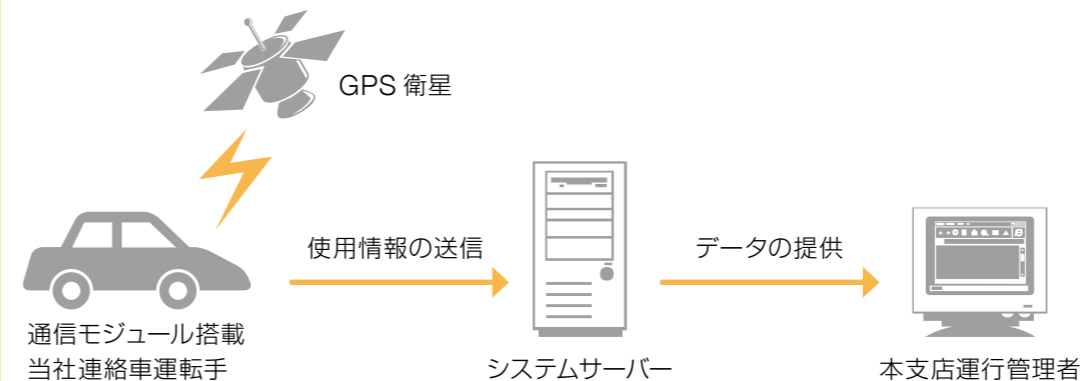 GPS 衛星
使用情報の送信
データの提供
通信モジュール搭載
当社連絡車運転手
システムサーバー
本支店運行管理者